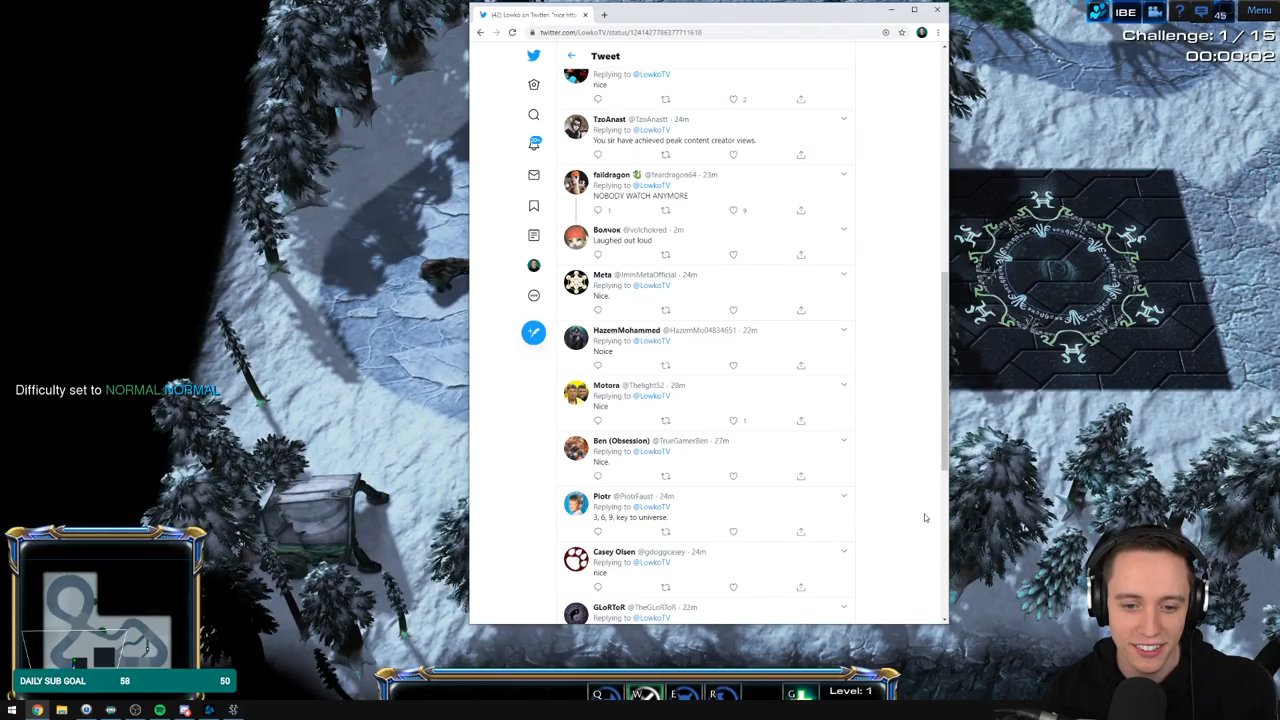 (42) Lowko on Twitter: "nice http
twitter.com/LowkoTV/status/1241427786377711618
IBE
?
45
Menu
Challenge: 1 / 15
00:00:02
Tweet
Replying to @LowkoTV
nice
2
TzoAnast @TzoAnastt · 24m
Replying to @LowkoTV
You sir have achieved peak content creator views.
faildragon @feardragon64 · 23m
Replying to @LowkoTV
NOBODY WATCH ANYMORE
1
9
Волчок @volchokred · 2m
Laughed out loud
Meta @ImmMetaOfficial · 24m
Replying to @LowkoTV
Nice.
HazemMohammed @HazemMo04834651 · 22m
Replying to @LowkoTV
Noice
Motora @Thelight52 · 28m
Replying to @LowkoTV
Nice
1
Ben (Obsession) @TrueGamerBen · 27m
Replying to @LowkoTV
Nice.
Piotr @PiotrFaust · 24m
Replying to @LowkoTV
3, 6, 9, key to universe.
Casey Olsen @gdoggcasey · 24m
Replying to @LowkoTV
nice
GLoRToR @TheGLoRToR · 22m
Replying to @LowkoTV
20+
Difficulty set to NORMAL NORMAL
DAILY SUB GOAL 58 50
Q
W
E
R
G
Level: 1